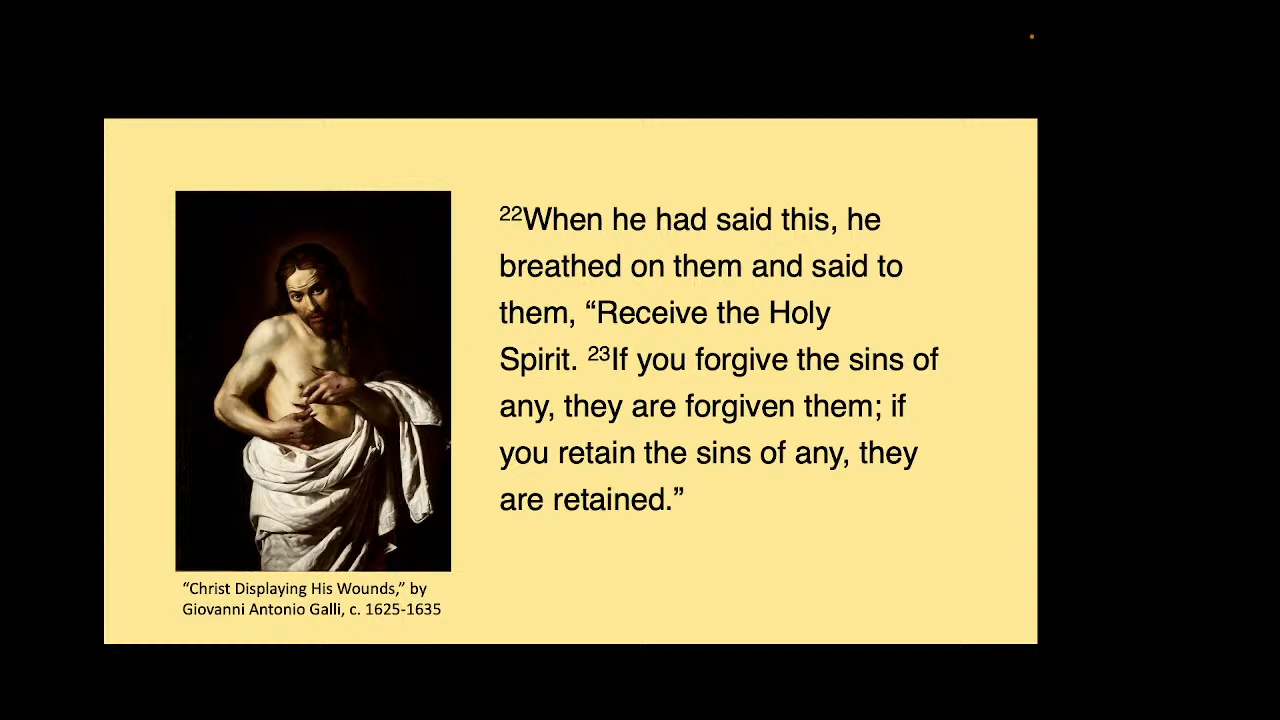 ²²When he had said this, he
breathed on them and said to
them, “Receive the Holy
Spirit. ²³If you forgive the sins of
any, they are forgiven them; if
you retain the sins of any, they
are retained.”
“Christ Displaying His Wounds,” by
Giovanni Antonio Galli, c. 1625-1635